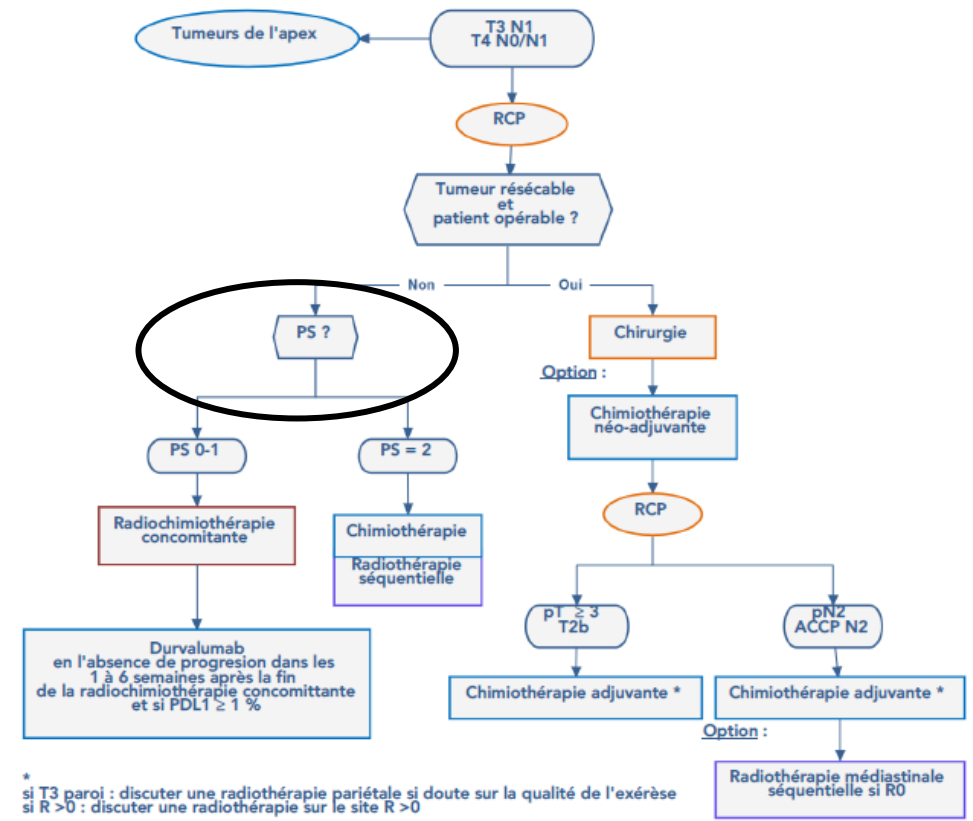 Tumeurs de l'apex
T3 N1
T4 N0/N1
RCP
Tumeur résécable
et
patient opérable ?
Non
Oui
PS ?
Chirurgie
Option :
Chimiothérapie
néo-adjuvante
PS 0-1
PS = 2
RCP
Radiochimiothérapie
concomitante
Chimiothérapie
Radiothérapie
séquentielle
pT ≥ 3
T2b
pN2
ACCP N2
Durvalumab
en l'absence de progresion dans les
1 à 6 semaines après la fin
de la radiochimiothérapie concomittante
et si PDL1 ≥ 1 %
Chimiothérapie adjuvante *
Chimiothérapie adjuvante *
Option :
Radiothérapie médiastinale
séquentielle si R0
*
si T3 paroi : discuter une radiothérapie pariétale si doute sur la qualité de l'exérèse
si R >0 : discuter une radiothérapie sur le site R >0